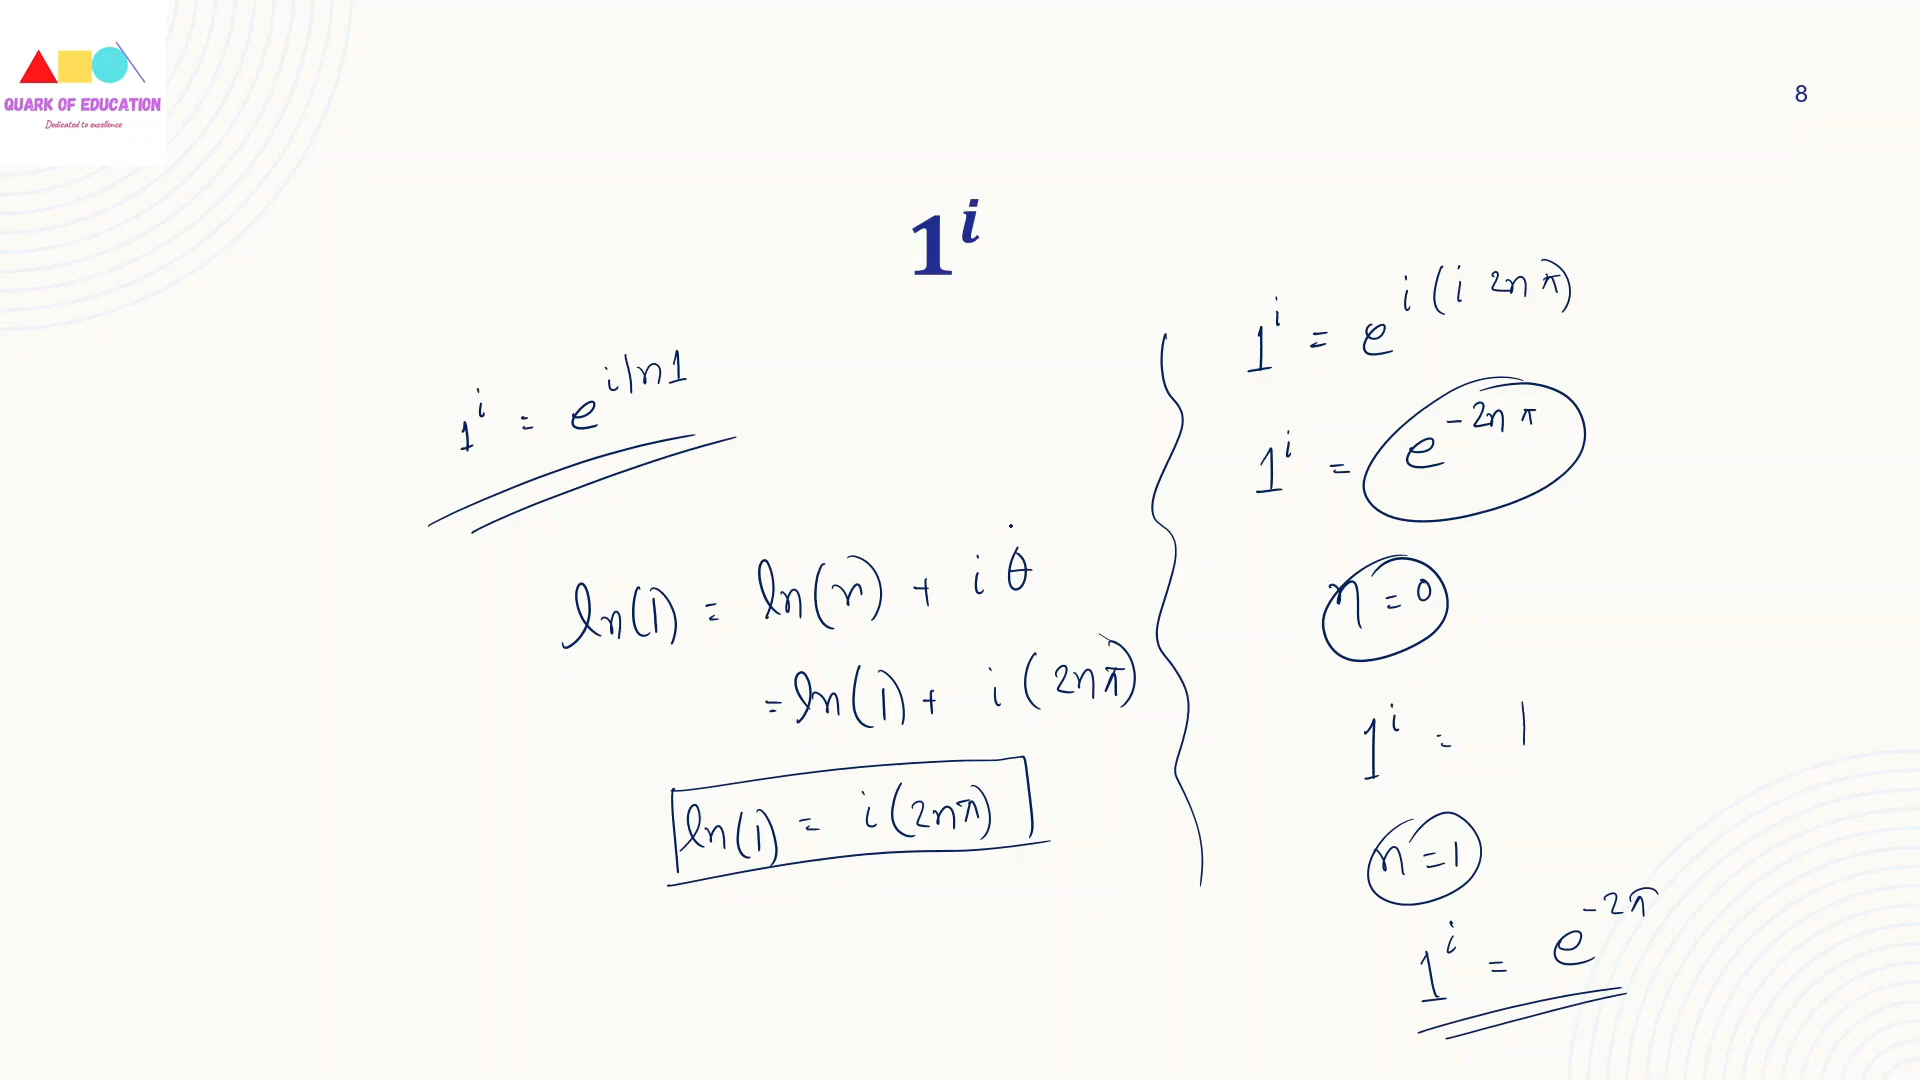 QUARK OF EDUCATION
Dedicated to excellence
8
1^i
1^i = e^{i ln 1}
ln(1) = ln(r) + iθ
= ln(1) + i(2nπ)
ln(1) = i(2nπ)
1^i = e^{i(i 2nπ)}
1^i = e^{-2nπ}
n = 0
1^i = 1
n = 1
1^i = e^{-2π}